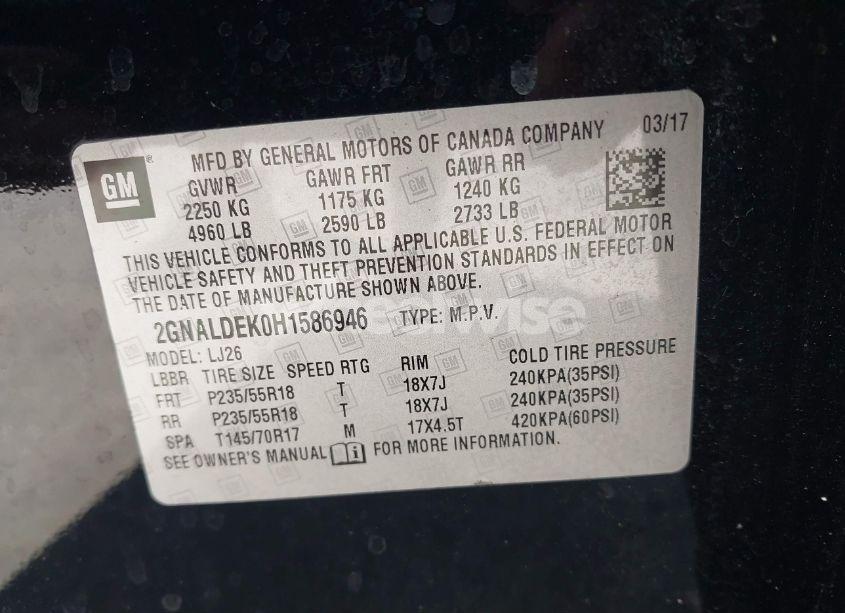 MFD BY GENERAL MOTORS OF CANADA COMPANY 03/17
GM
GVWR GAWR FRT GAWR RR
2250 KG 1175 KG 1240 KG
4960 LB 2590 LB 2733 LB
THIS VEHICLE CONFORMS TO ALL APPLICABLE U.S. FEDERAL MOTOR
VEHICLE SAFETY AND THEFT PREVENTION STANDARDS IN EFFECT ON
THE DATE OF MANUFACTURE SHOWN ABOVE.
2GNALDEK0H1586946 TYPE: M.P.V.
MODEL: LJ26
LBBR TIRE SIZE SPEED RTG RIM COLD TIRE PRESSURE
FRT P235/55R18 T 18X7J 240KPA(35PSI)
RR P235/55R18 T 18X7J 240KPA(35PSI)
SPA T145/70R17 M 17X4.5T 420KPA(60PSI)
SEE OWNER'S MANUAL FOR MORE INFORMATION.